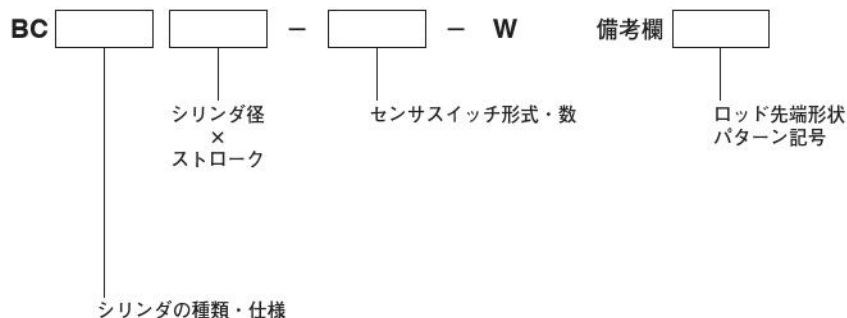 BC － － W 備考欄
シリンダ径
×
ストローク
センサスイッチ形式・数
ロッド先端形状
パターン記号
シリンダの種類・仕様